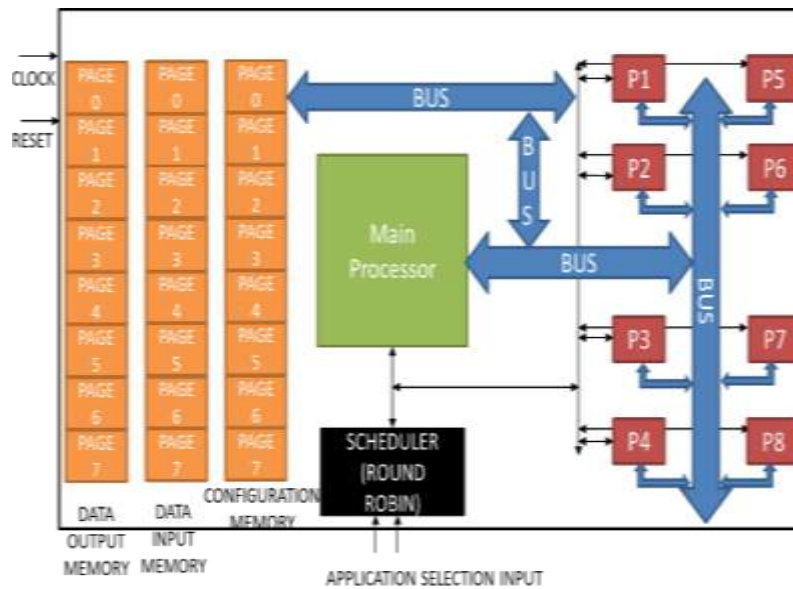 CLOCK
RESET
PAGE
0
PAGE
1
PAGE
2
PAGE
3
PAGE
4
PAGE
5
PAGE
6
PAGE
7
DATA
OUTPUT
MEMORY
PAGE
0
PAGE
1
PAGE
2
PAGE
3
PAGE
4
PAGE
5
PAGE
6
PAGE
7
DATA
INPUT
MEMORY
PAGE
0
PAGE
1
PAGE
2
PAGE
3
PAGE
4
PAGE
5
PAGE
6
PAGE
7
CONFIGURATION
MEMORY
BUS
BUS
Main
Processor
BUS
SCHEDULER
(ROUND
ROBIN)
APPLICATION SELECTION INPUT
P1
P5
P2
P6
BUS
P3
P7
P4
P8